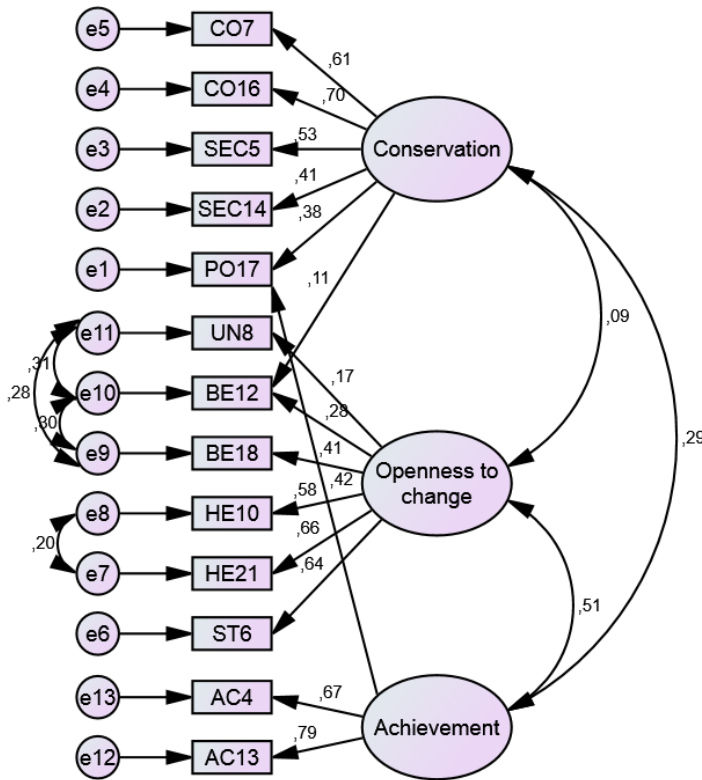 e5 CO7
,61
e4 CO16
,70
e3 SEC5
,53
Conservation
e2 SEC14
,41
,38
e1 PO17
,11
,09
e11 UN8
,31
,17
,28
e10 BE12
,28
,30
e9 BE18
,41
,29
,42
Openness to
change
e8 HE10
,58
,20
e7 HE21
,66
,64
e6 ST6
,51
e13 AC4
,67
Achievement
e12 AC13
,79